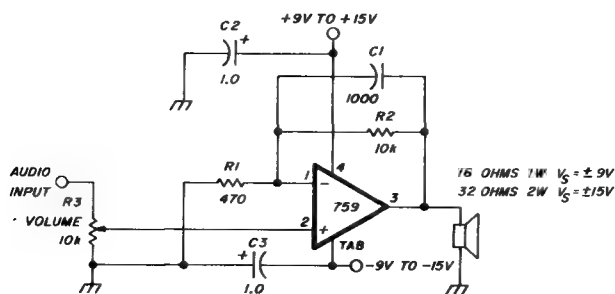 +9V TO +15V
C2
+
1.0
C1
1000
R2
10k
R1
470
AUDIO
INPUT
R3
VOLUME
10k
1
-
4
759
3
2
+
TAB
C3
+
1.0
-9V TO -15V
16 OHMS 1W VS = ± 9V
32 OHMS 2W VS = ±15V